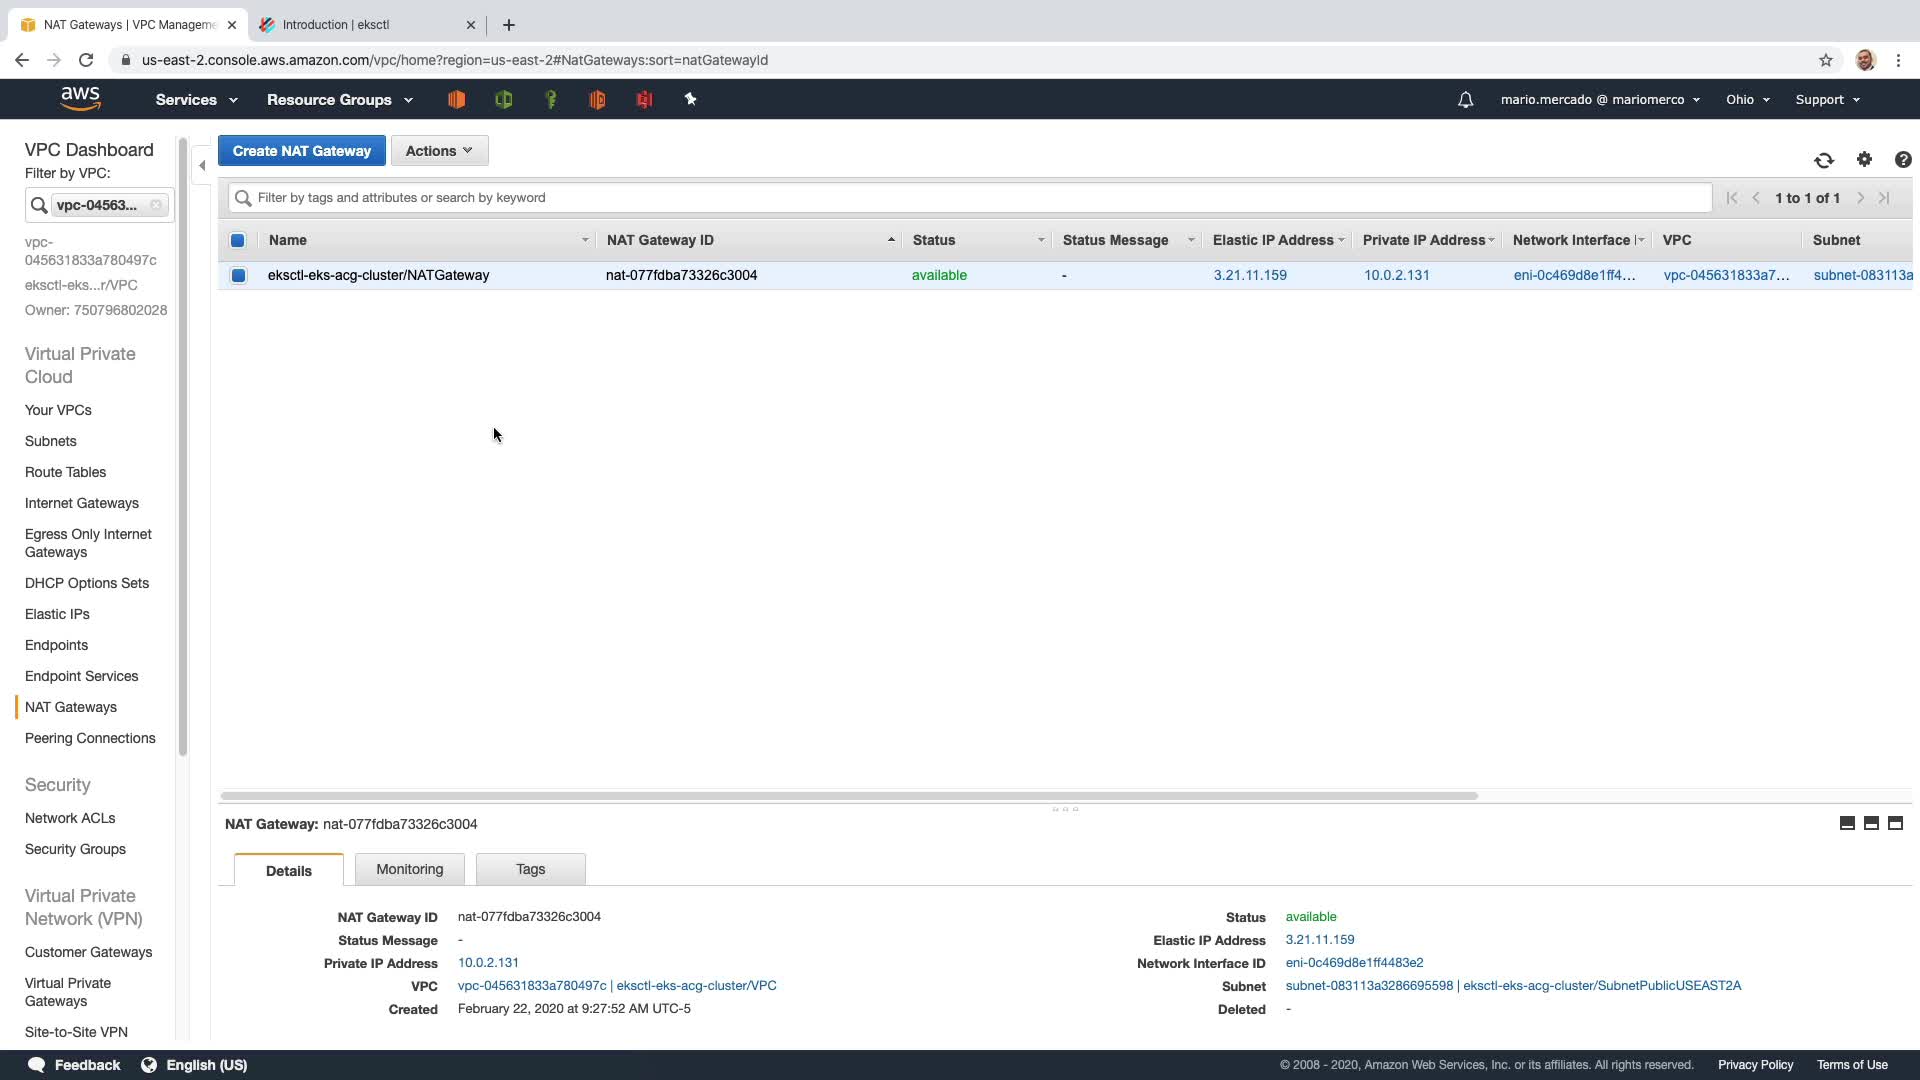 NAT Gateways | VPC Manageme
Introduction | eksctl
us-east-2.console.aws.amazon.com/vpc/home?region=us-east-2#NatGateways:sort=natGatewayId
aws
Services
Resource Groups
mario.mercado @ mariomerco
Ohio
Support
VPC Dashboard
Filter by VPC:
vpc-04563...
vpc-
045631833a780497c
eksctl-eks...r/VPC
Owner: 750796802028
Virtual Private
Cloud
Your VPCs
Subnets
Route Tables
Internet Gateways
Egress Only Internet
Gateways
DHCP Options Sets
Elastic IPs
Endpoints
Endpoint Services
NAT Gateways
Peering Connections
Security
Network ACLs
Security Groups
Virtual Private
Network (VPN)
Customer Gateways
Virtual Private
Gateways
Site-to-Site VPN
Create NAT Gateway
Actions
Filter by tags and attributes or search by keyword
1 to 1 of 1
Name NAT Gateway ID Status Status Message Elastic IP Address Private IP Address Network Interface I VPC Subnet
eksctl-eks-acg-cluster/NATGateway nat-077fdba73326c3004 available - 3.21.11.159 10.0.2.131 eni-0c469d8e1ff4... vpc-045631833a7... subnet-083113a
NAT Gateway: nat-077fdba73326c3004
Details
Monitoring
Tags
NAT Gateway ID nat-077fdba73326c3004
Status Message -
Private IP Address 10.0.2.131
VPC vpc-045631833a780497c | eksctl-eks-acg-cluster/VPC
Created February 22, 2020 at 9:27:52 AM UTC-5
Status available
Elastic IP Address 3.21.11.159
Network Interface ID eni-0c469d8e1ff4483e2
Subnet subnet-083113a3286695598 | eksctl-eks-acg-cluster/SubnetPublicUSEAST2A
Deleted -
Feedback
English (US)
© 2008 - 2020, Amazon Web Services, Inc. or its affiliates. All rights reserved.
Privacy Policy
Terms of Use